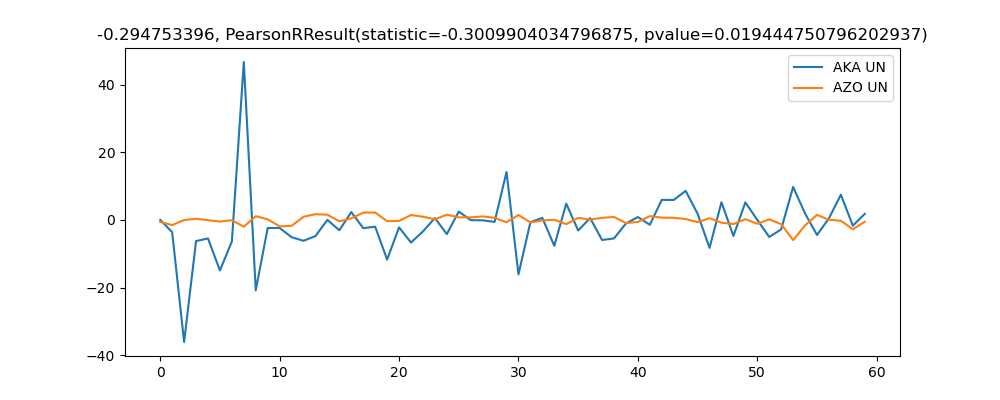 -0.294753396, PearsonRResult(statistic=-0.3009904034796875, pvalue=0.019444750796202937)
AKA UN
AZO UN
40
20
0
−20
−40
0 10 20 30 40 50 60